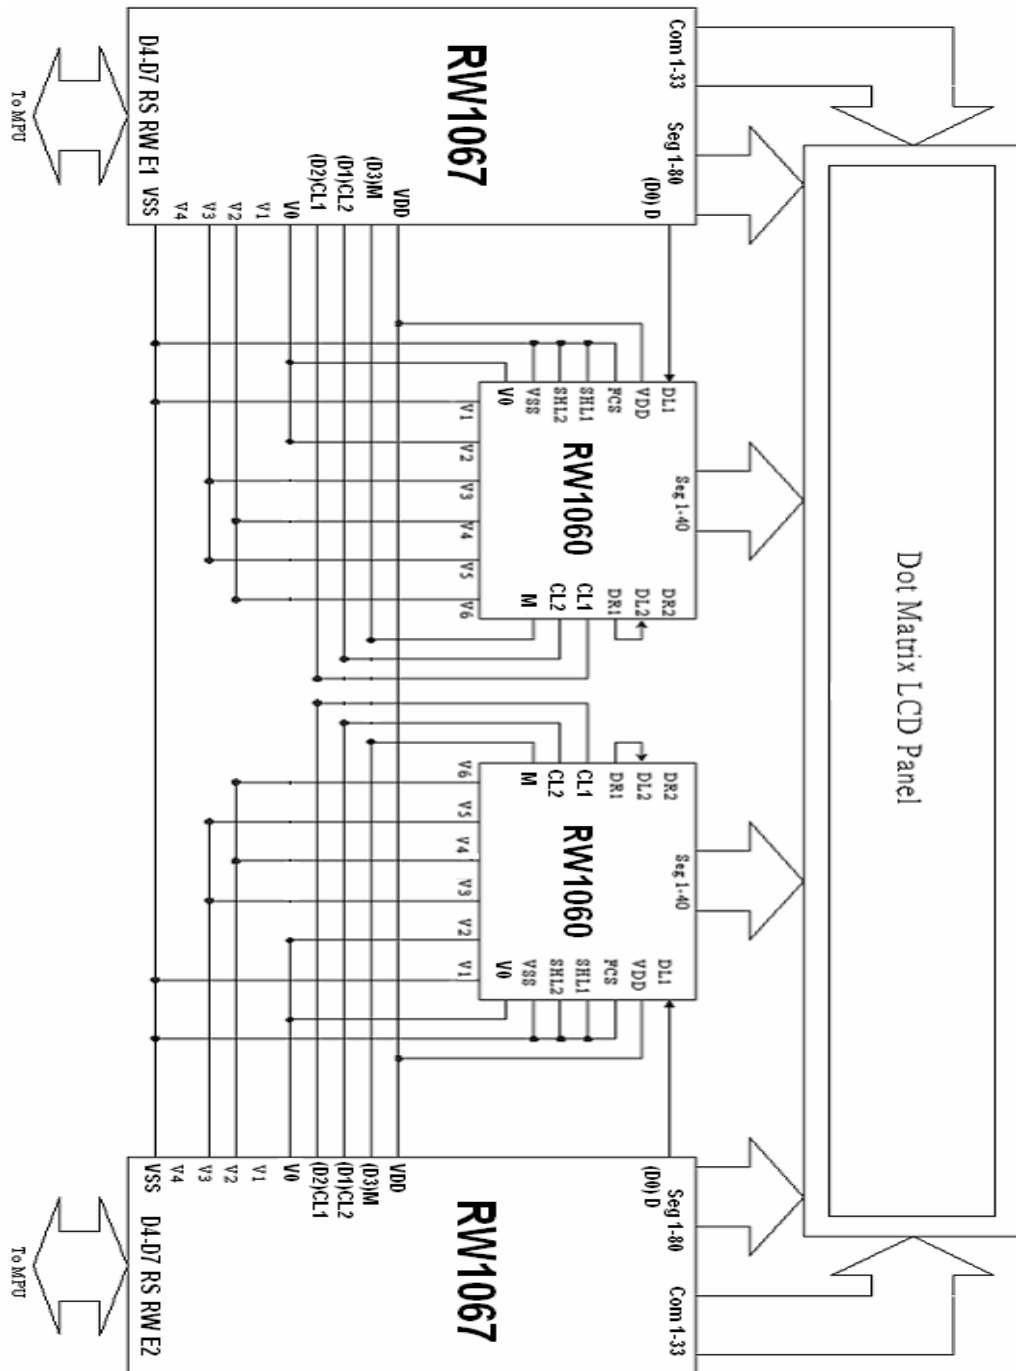 Com 1-33
Seg 1-80
(D0) D
RW1067
D4-D7 RS RW E1
To MPU
VSS
V4
V3
V2
V1
V0
(D2)CL1
(D1)CL2
(D3)M
VDD
DL1
VDD
FCS
SHL1
SHL2
VSS
V0
V1
V2
V3
V4
V5
V6
RW1060
Seg 1-40
DR2
DL2
DR1
CL1
CL2
M
Dot Matrix LCD Panel
DR2
DL2
DR1
CL1
CL2
M
V6
V5
V4
V3
V2
V1
RW1060
Seg 1-40
DL1
VDD
FCS
SHL1
SHL2
VSS
V0
VSS
V4
V3
V2
V1
V0
(D2)CL1
(D1)CL2
(D3)M
VDD
(D0) D
Seg 1-80
Com 1-33
RW1067
D4-D7 RS RW E2
To MPU